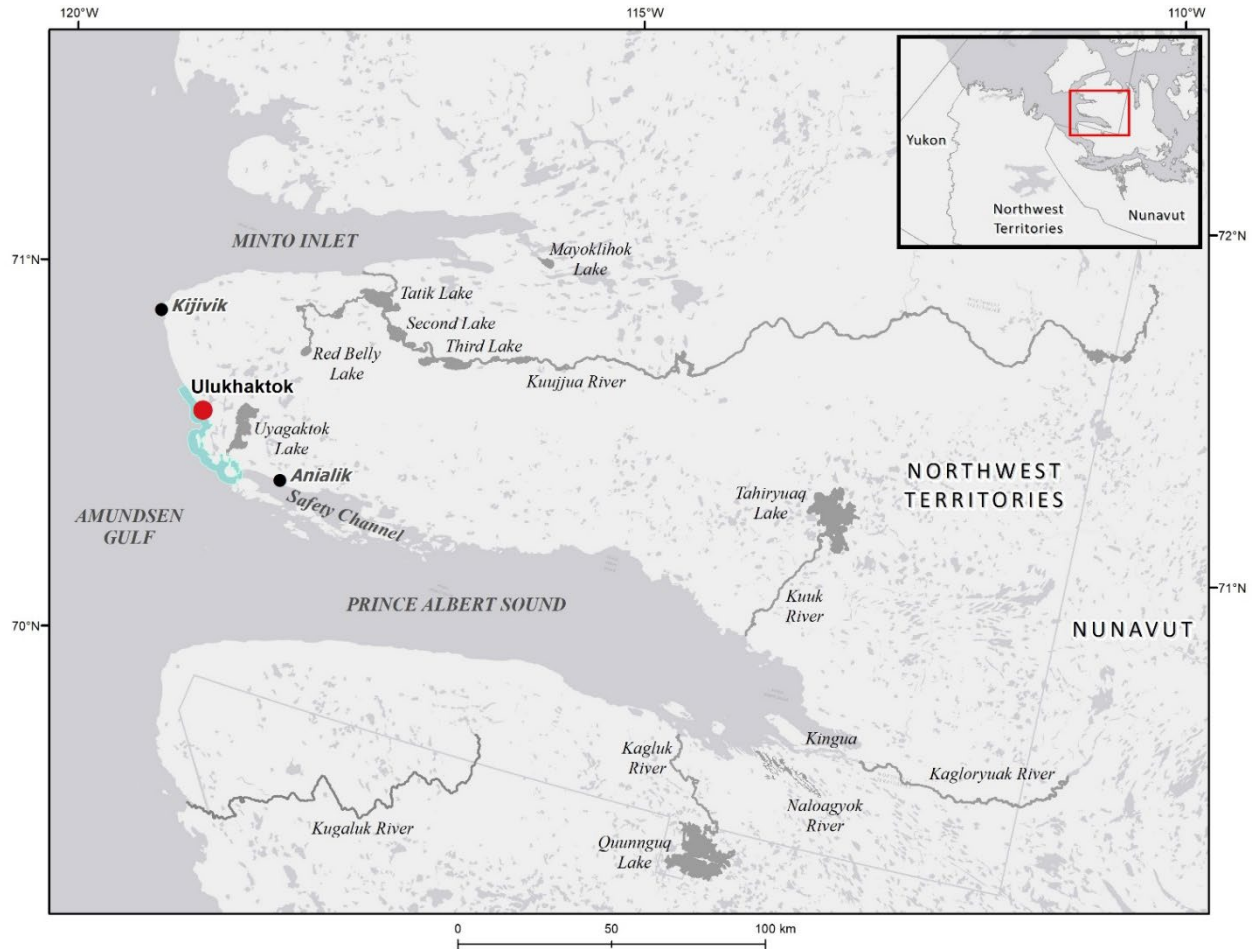 120°W
115°W
110°W
Yukon
Northwest
Territories
Nunavut
72°N
MINTO INLET
Mayoklihok
Lake
71°N
Tatik Lake
Kijivik
Second Lake
Third Lake
Red Belly
Lake
Kuujjua River
Ulukhaktok
Uyagaktok
Lake
Anialik
NORTHWEST
TERRITORIES
Safety Channel
Tahiryuaq
Lake
AMUNDSEN
GULF
71°N
PRINCE ALBERT SOUND
Kuuk
River
70°N
NUNAVUT
Kingua
Kagluk
River
Kagloryuak River
Naloagyok
River
Kugaluk River
Quunnguq
Lake
0
50
100 km